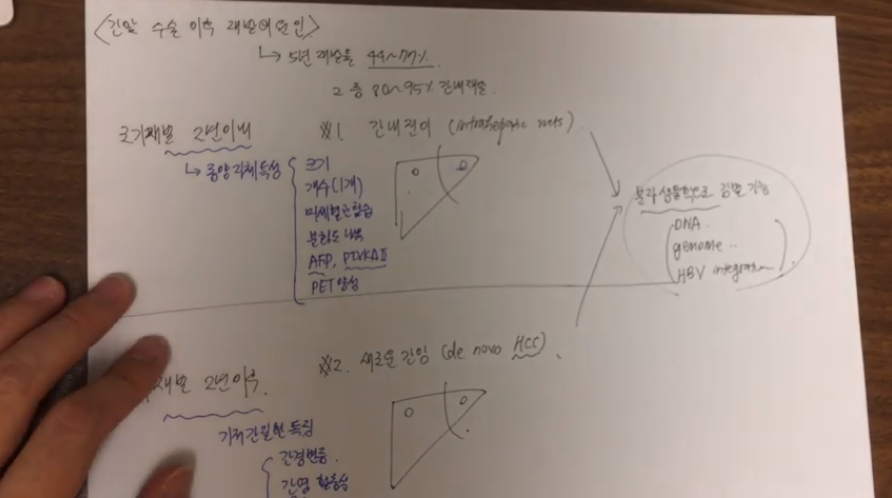 <간암 수술 이후 재발의 원인>
↳ 5년 재발률 44~77%
그 중 80~95% 간내재발.
조기재발 2년이내
↳ 종양자체특성
크기
개수(1개)
미세혈관침습
분화도 나쁨
AFP, PIVKA II
PET 양성
※1. 간내전이 (intrahepatic mets)
분자생물학적으로 감별 가능
DNA.
genome ..
HBV integration
재발 2년이후.
기저간질환 특징
간경변증.
간염 활동성
※2. 새로운 간암 (de novo HCC).